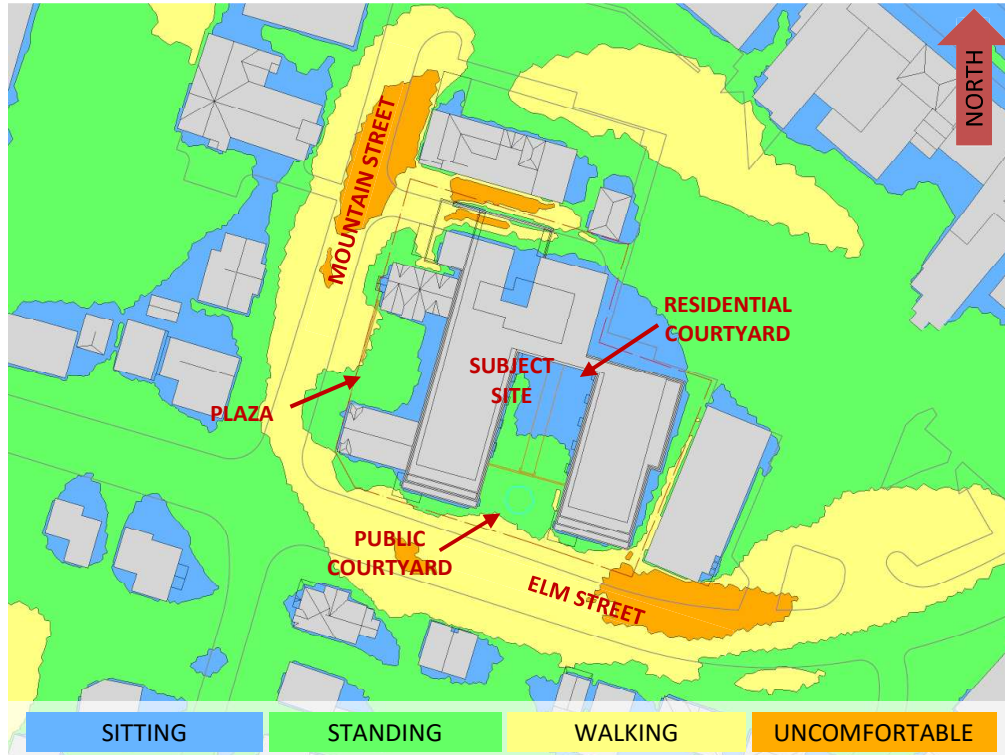 NORTH
MOUNTAIN STREET
RESIDENTIAL
COURTYARD
SUBJECT
SITE
PLAZA
PUBLIC
COURTYARD
ELM STREET
SITTING
STANDING
WALKING
UNCOMFORTABLE